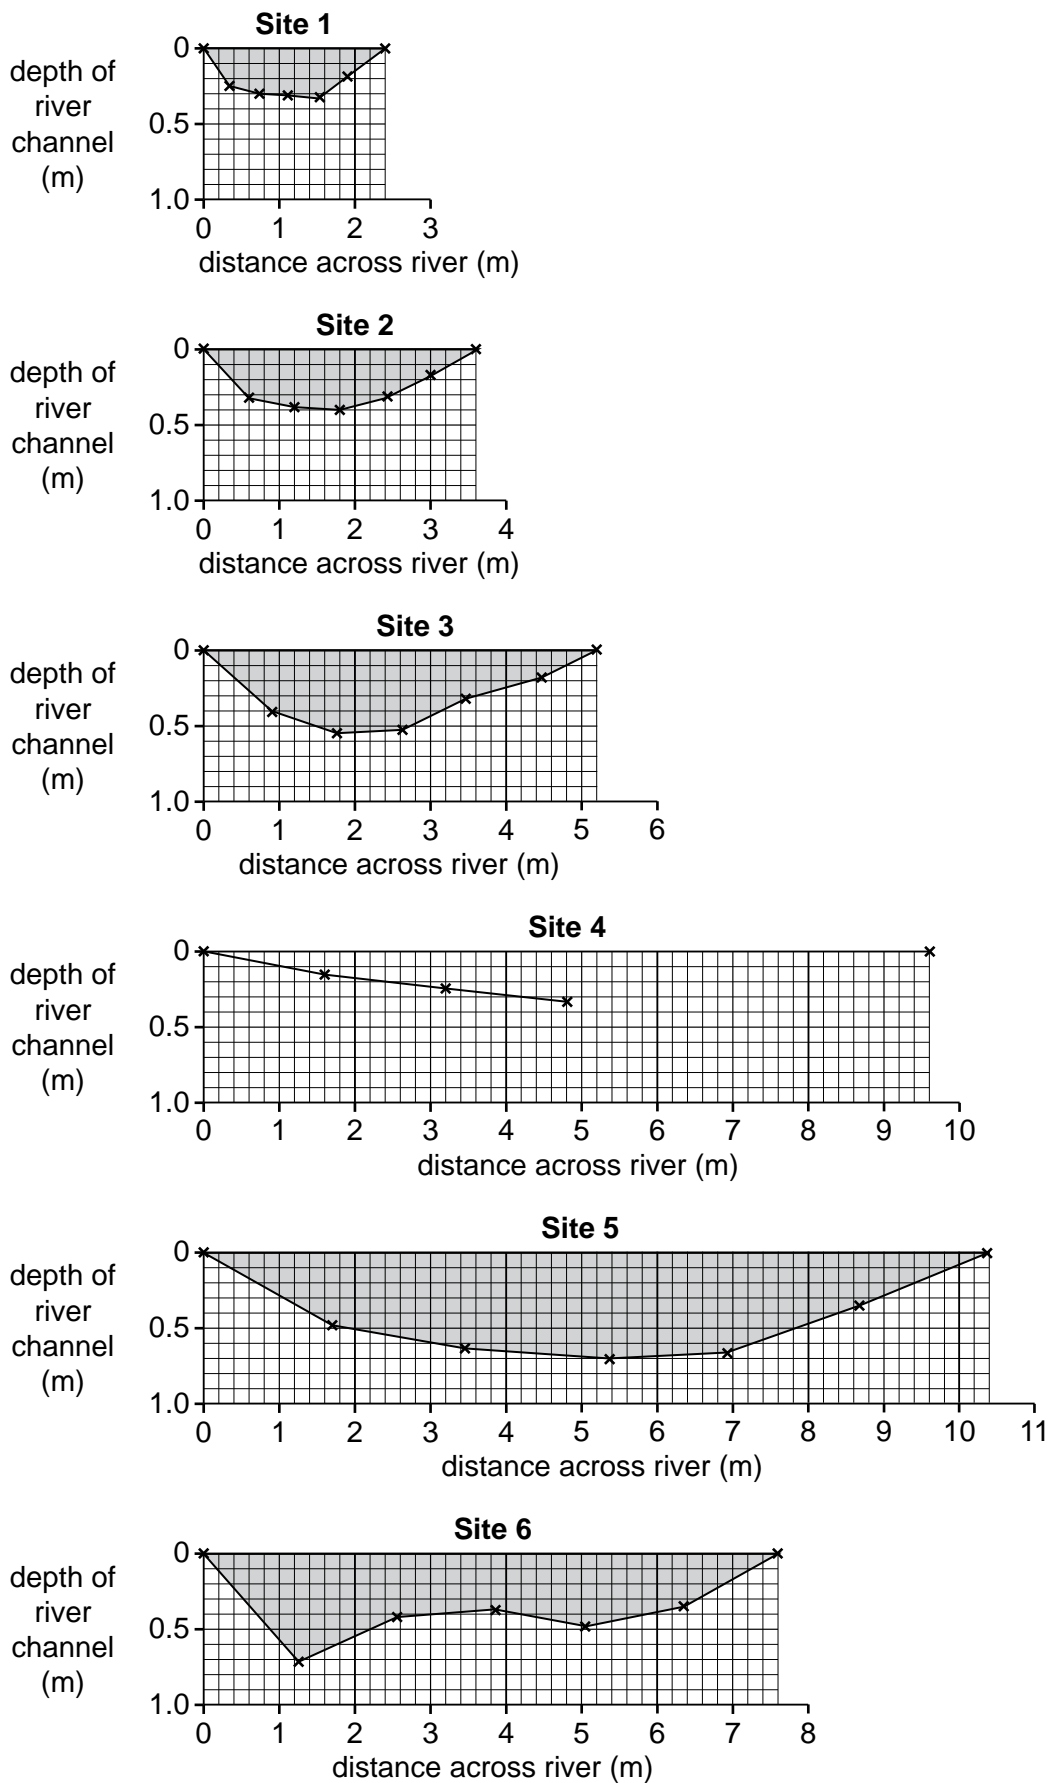 Site 1
0
depth of
river
channel
(m)
0.5
1.0
0 1 2 3
distance across river (m)
Site 2
0
depth of
river
channel
(m)
0.5
1.0
0 1 2 3 4
distance across river (m)
Site 3
0
depth of
river
channel
(m)
0.5
1.0
0 1 2 3 4 5 6
distance across river (m)
Site 4
0
depth of
river
channel
(m)
0.5
1.0
0 1 2 3 4 5 6 7 8 9 10
distance across river (m)
Site 5
0
depth of
river
channel
(m)
0.5
1.0
0 1 2 3 4 5 6 7 8 9 10 11
distance across river (m)
Site 6
0
depth of
river
channel
(m)
0.5
1.0
0 1 2 3 4 5 6 7 8
distance across river (m)